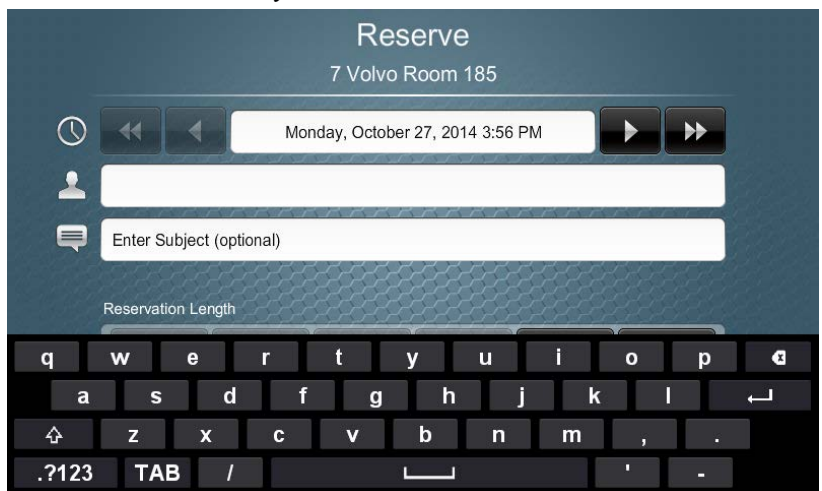 Reserve
7 Volvo Room 185
Monday, October 27, 2014 3:56 PM
Enter Subject (optional)
Reservation Length
q w e r t y u i o p
a s d f g h j k l
z x c v b n m , .
.?123 TAB / ' -